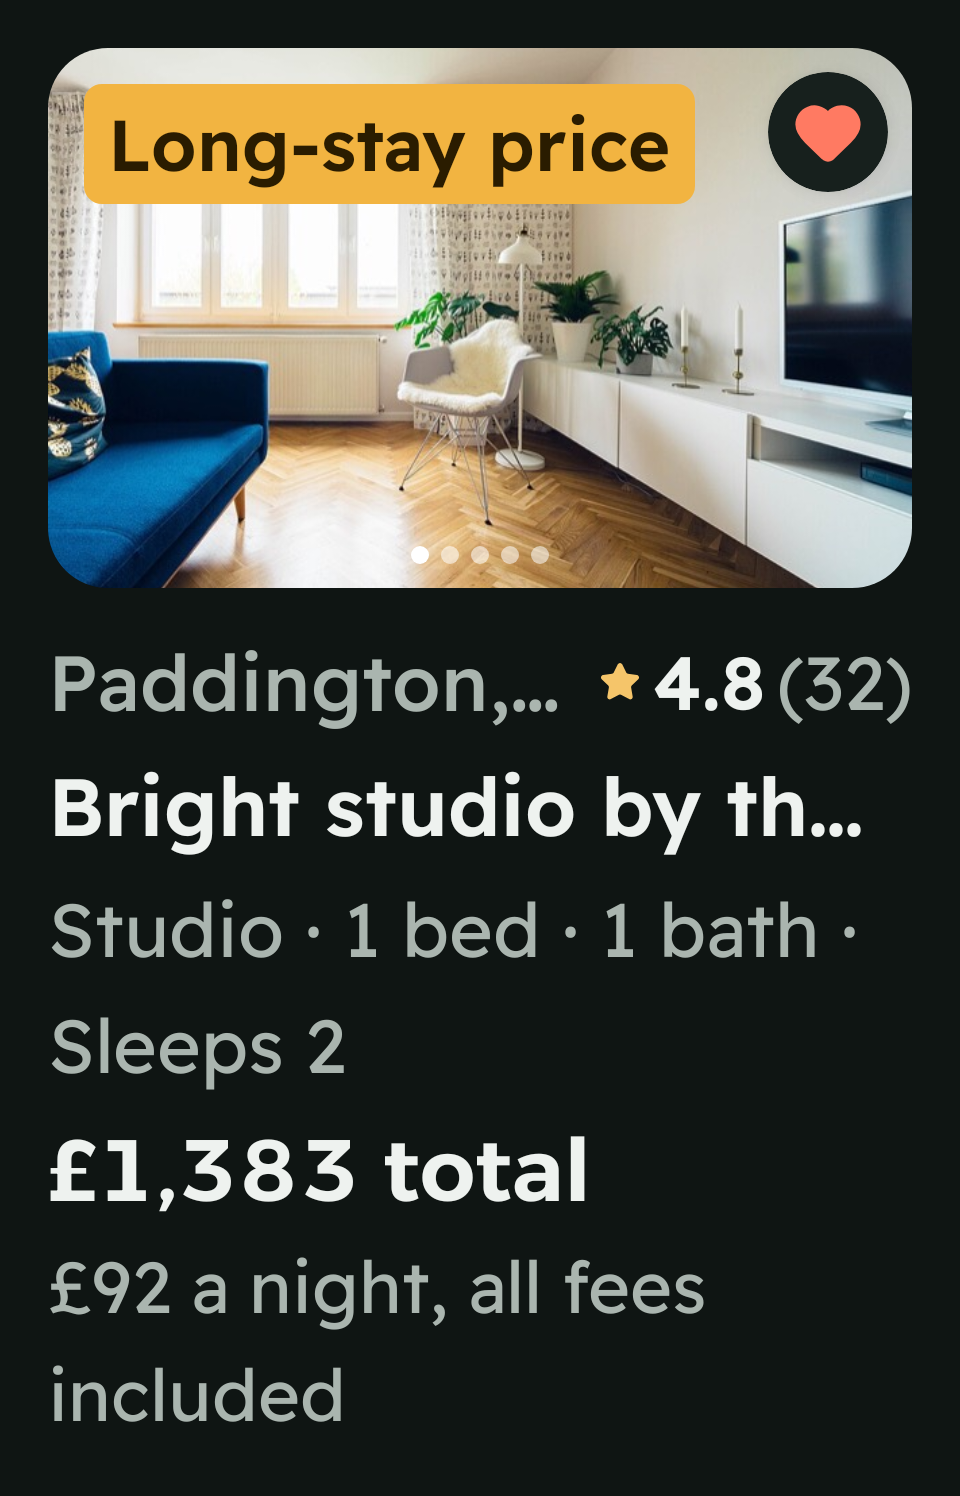 Long-stay price
Paddington,... 4.8 (32)
Bright studio by th...
Studio · 1 bed · 1 bath ·
Sleeps 2
£1,383 total
£92 a night, all fees
included